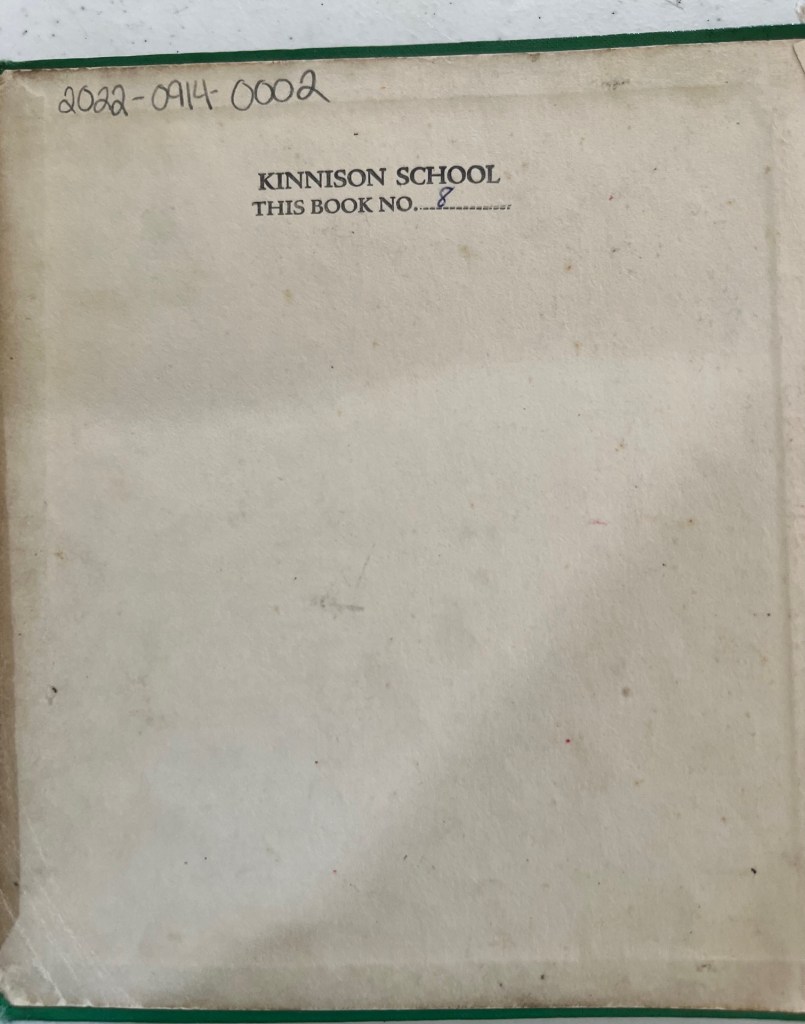 2022-0914-0002
KINNISON SCHOOL
THIS BOOK NO. 8